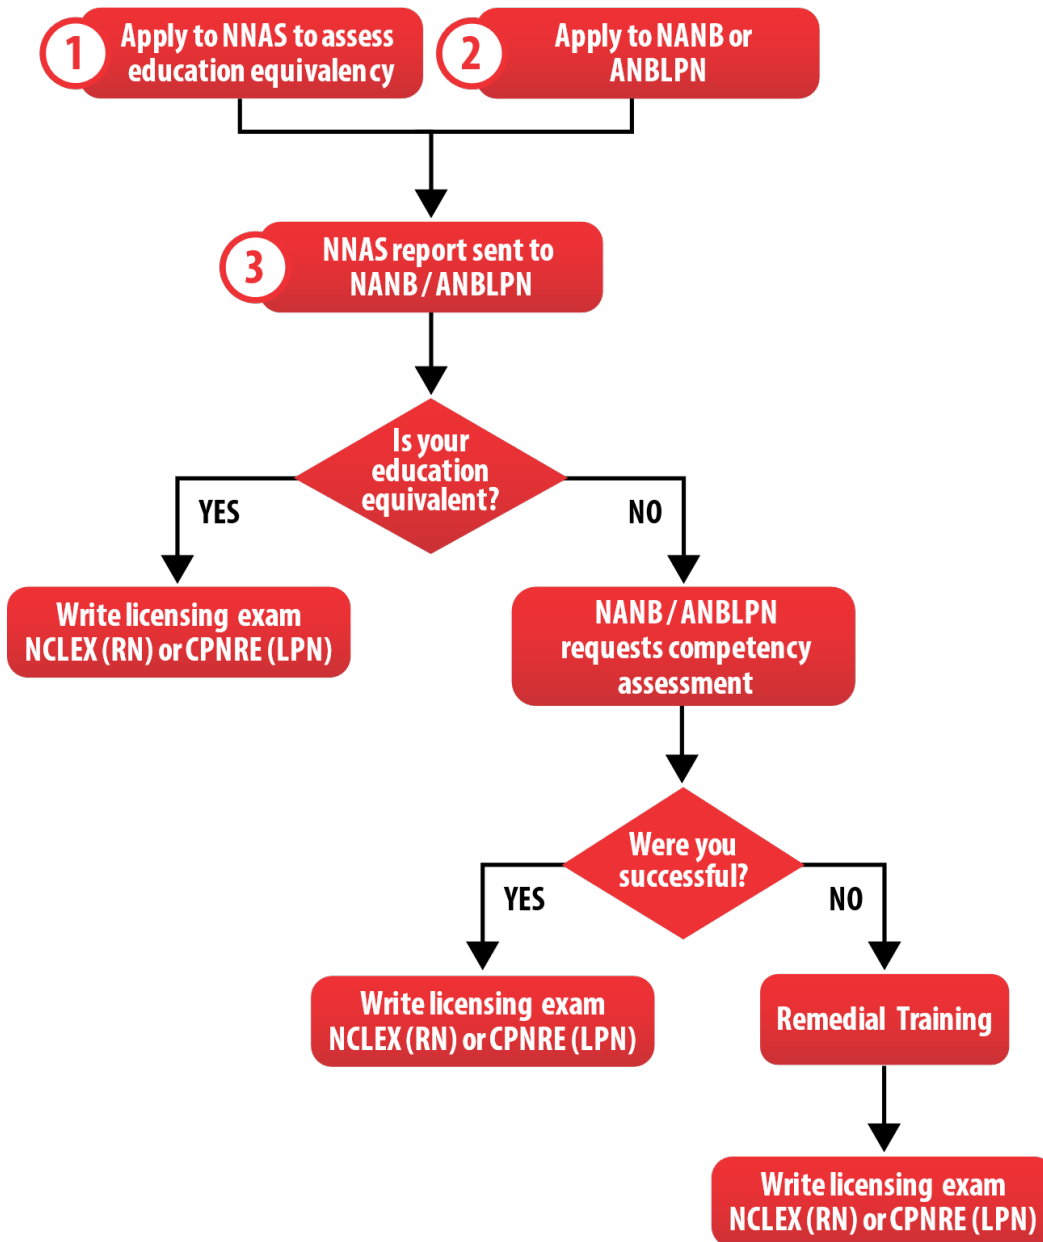 1
Apply to NNAS to assess
education equivalency
2
Apply to NANB or
ANBLPN
3
NNAS report sent to
NANB / ANBLPN
Is your
education
equivalent?
YES
NO
Write licensing exam
NCLEX (RN) or CPNRE (LPN)
NANB / ANBLPN
requests competency
assessment
Were you
successful?
YES
NO
Write licensing exam
NCLEX (RN) or CPNRE (LPN)
Remedial Training
Write licensing exam
NCLEX (RN) or CPNRE (LPN)